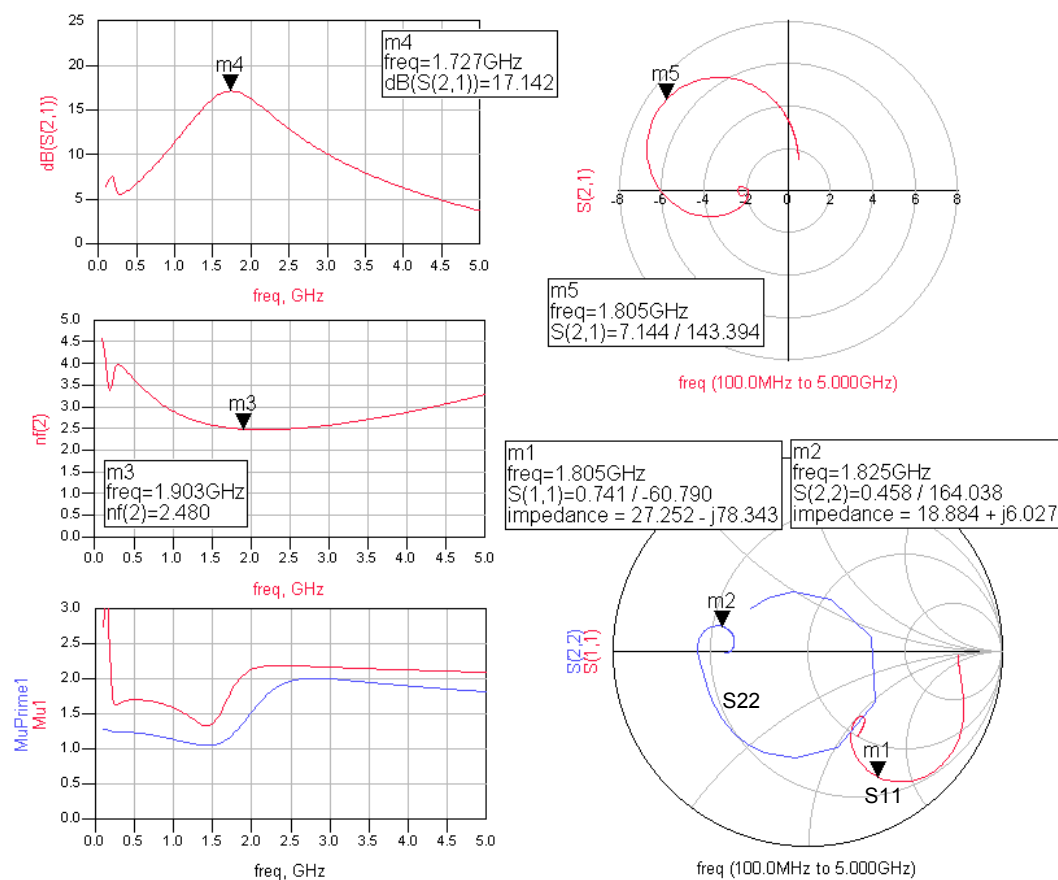 25
20
15
10
5
0
dB(S(2,1))
0.0 0.5 1.0 1.5 2.0 2.5 3.0 3.5 4.0 4.5 5.0
freq, GHz
m4
m4
freq=1.727GHz
dB(S(2,1))=17.142
m5
S(2,1)
-8 -6 -4 -2 0 2 4 6 8
m5
freq=1.805GHz
S(2,1)=7.144 / 143.394
freq (100.0MHz to 5.000GHz)
5.0
4.5
4.0
3.5
3.0
2.5
2.0
1.5
1.0
0.5
0.0
nf(2)
m3
m3
freq=1.903GHz
nf(2)=2.480
0.0 0.5 1.0 1.5 2.0 2.5 3.0 3.5 4.0 4.5 5.0
freq, GHz
m1
freq=1.805GHz
S(1,1)=0.741 / -60.790
impedance = 27.252 - j78.343
m2
freq=1.825GHz
S(2,2)=0.458 / 164.038
impedance = 18.884 + j6.027
3.0
2.5
2.0
1.5
1.0
0.5
0.0
MuPrime1
Mu1
0.0 0.5 1.0 1.5 2.0 2.5 3.0 3.5 4.0 4.5 5.0
freq, GHz
S(2,2)
S(1,1)
m2
S22
m1
S11
freq (100.0MHz to 5.000GHz)